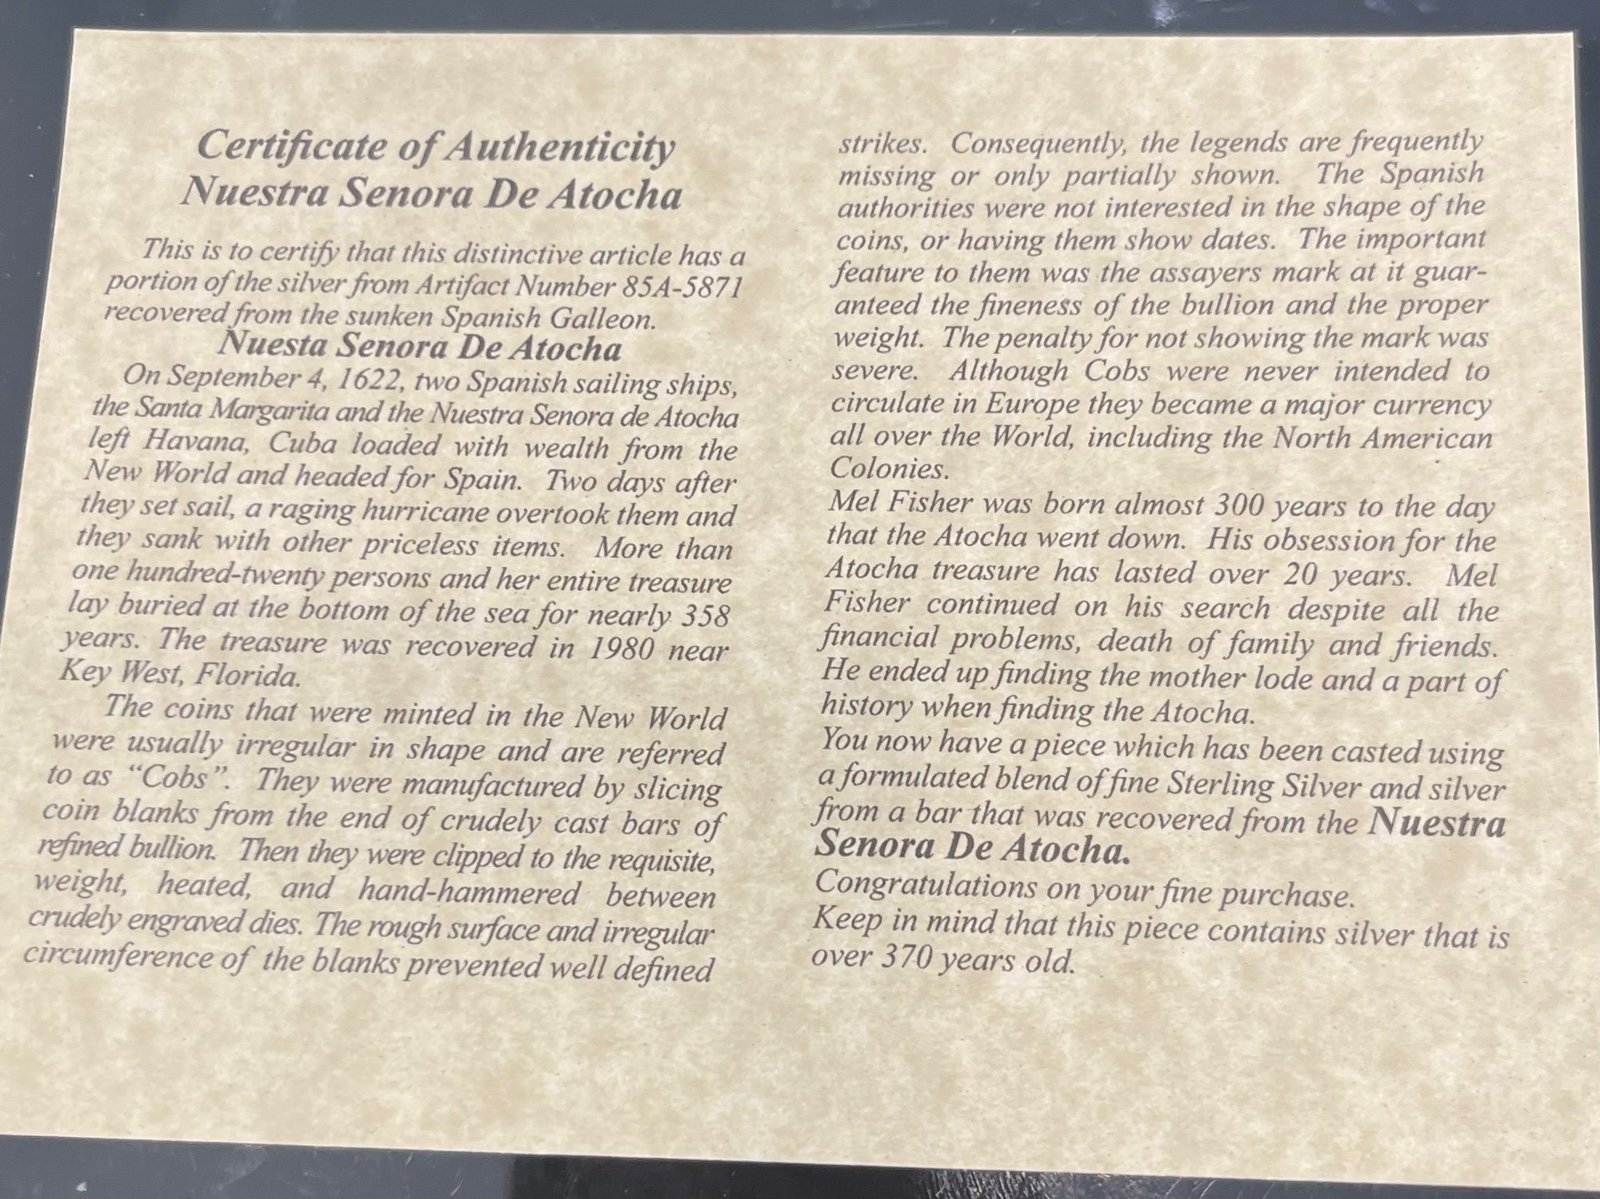 Certificate of Authenticity
Nuestra Senora De Atocha
This is to certify that this distinctive article has a
portion of the silver from Artifact Number 85A-5871
recovered from the sunken Spanish Galleon.
Nuesta Senora De Atocha
On September 4, 1622, two Spanish sailing ships,
the Santa Margarita and the Nuestra Senora de Atocha
left Havana, Cuba loaded with wealth from the
New World and headed for Spain. Two days after
they set sail, a raging hurricane overtook them and
they sank with other priceless items. More than
one hundred-twenty persons and her entire treasure
lay buried at the bottom of the sea for nearly 358
years. The treasure was recovered in 1980 near
Key West, Florida.
The coins that were minted in the New World
were usually irregular in shape and are referred
to as “Cobs”. They were manufactured by slicing
coin blanks from the end of crudely cast bars of
refined bullion. Then they were clipped to the requisite,
weight, heated, and hand-hammered between
crudely engraved dies. The rough surface and irregular
circumference of the blanks prevented well defined
strikes. Consequently, the legends are frequently
missing or only partially shown. The Spanish
authorities were not interested in the shape of the
coins, or having them show dates. The important
feature to them was the assayers mark at it guar-
anteed the fineness of the bullion and the proper
weight. The penalty for not showing the mark was
severe. Although Cobs were never intended to
circulate in Europe they became a major currency
all over the World, including the North American
Colonies.
Mel Fisher was born almost 300 years to the day
that the Atocha went down. His obsession for the
Atocha treasure has lasted over 20 years. Mel
Fisher continued on his search despite all the
financial problems, death of family and friends.
He ended up finding the mother lode and a part of
history when finding the Atocha.
You now have a piece which has been casted using
a formulated blend of fine Sterling Silver and silver
from a bar that was recovered from the Nuestra
Senora De Atocha.
Congratulations on your fine purchase.
Keep in mind that this piece contains silver that is
over 370 years old.